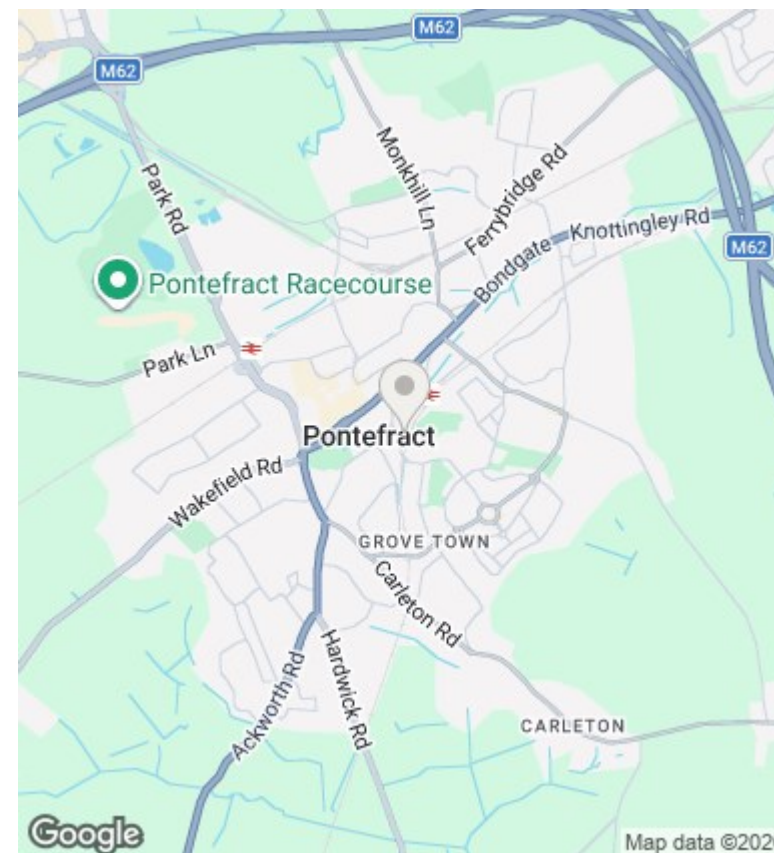 M62
M62
Park Rd
Monkhill Ln
Ferrybridge Rd
Bondgate
Knottingley Rd
M62
Pontefract Racecourse
Park Ln
Pontefract
Wakefield Rd
GROVE TOWN
Carleton Rd
Hardwick Rd
Ackworth Rd
CARLETON
Google
Map data ©202